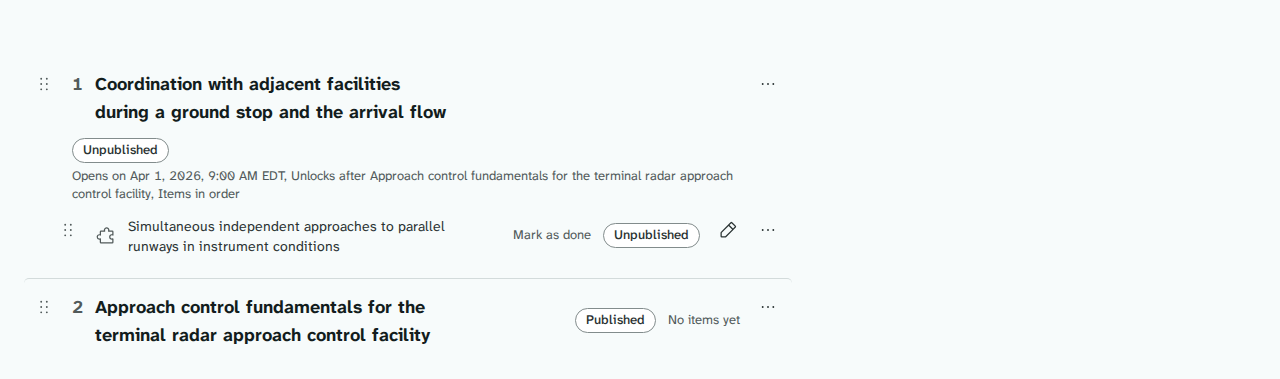 1 Coordination with adjacent facilities
during a ground stop and the arrival flow
Unpublished
Opens on Apr 1, 2026, 9:00 AM EDT, Unlocks after Approach control fundamentals for the terminal radar approach
control facility, Items in order
Simultaneous independent approaches to parallel
runways in instrument conditions
Mark as done Unpublished
2 Approach control fundamentals for the
terminal radar approach control facility
Published No items yet